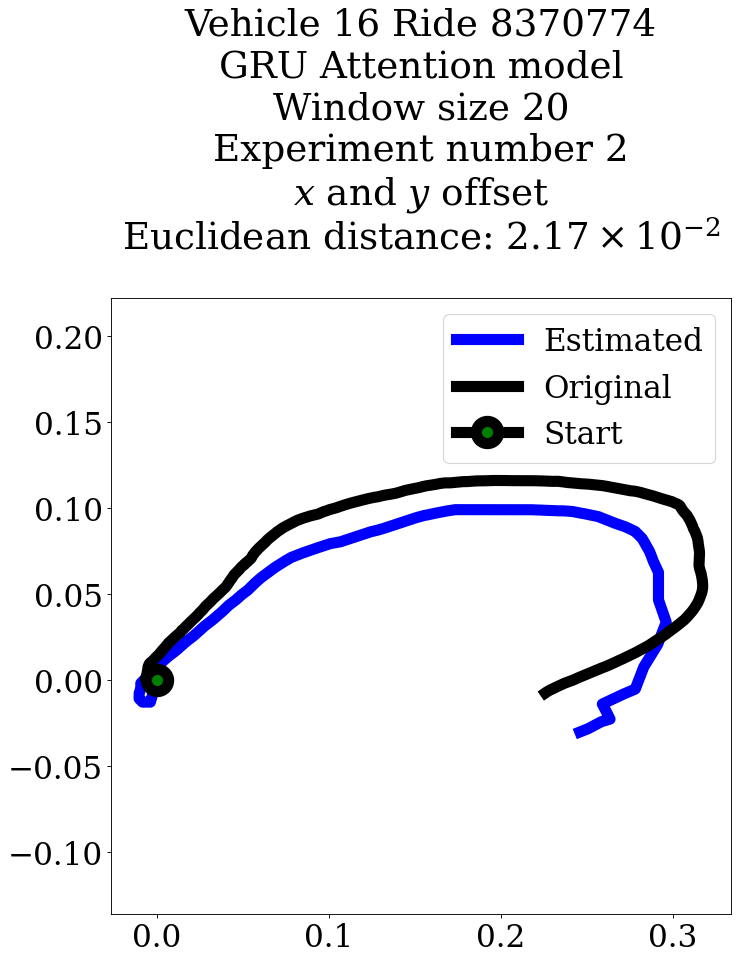 Vehicle 16 Ride 8370774
GRU Attention model
Window size 20
Experiment number 2
x and y offset
Euclidean distance: 2.17 × 10⁻²
Estimated
Original
Start
0.20
0.15
0.10
0.05
0.00
−0.05
−0.10
0.0 0.1 0.2 0.3